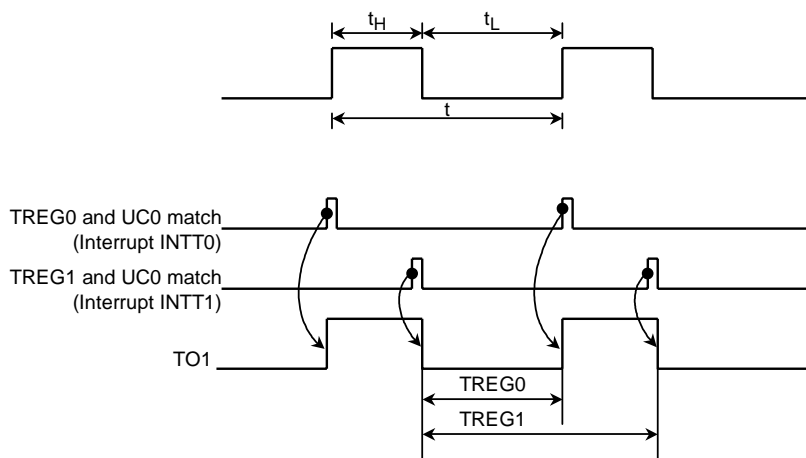 tH
tL
t
TREG0 and UC0 match
(Interrupt INTT0)
TREG1 and UC0 match
(Interrupt INTT1)
TO1
TREG0
TREG1